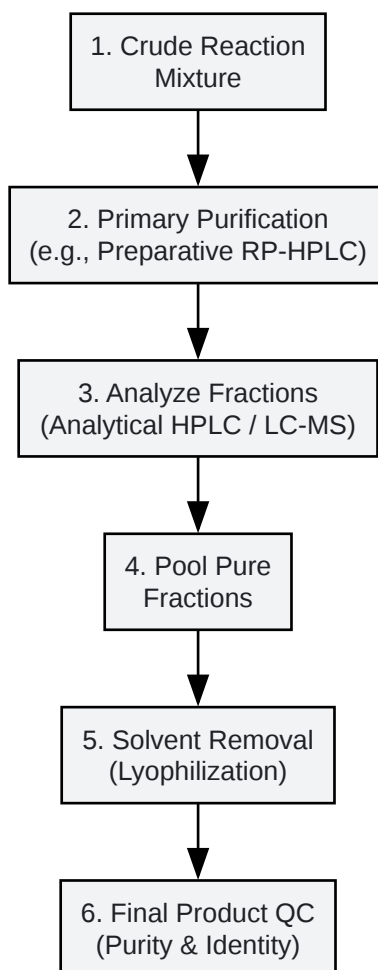 1. Crude Reaction
Mixture
2. Primary Purification
(e.g., Preparative RP-HPLC)
3. Analyze Fractions
(Analytical HPLC / LC-MS)
4. Pool Pure
Fractions
5. Solvent Removal
(Lyophilization)
6. Final Product QC
(Purity & Identity)